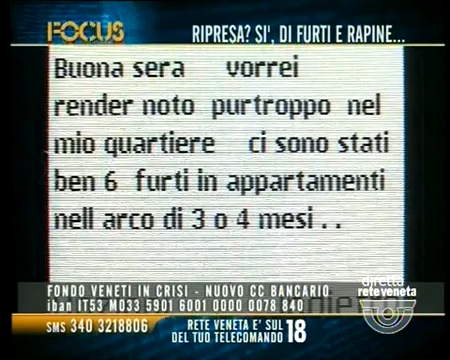 FOCUS
RIPRESA? SI', DI FURTI E RAPINE...
Buona sera vorrei
render noto purtroppo nel
mio quartiere ci sono stati
ben 6 furti in appartamenti
nell arco di 3 o 4 mesi . .
diretta
reteveneta
FONDO VENETI IN CRISI - NUOVO CC BANCARIO
iban IT53 M033 5901 6001 0000 0078 840
SMS 340 3218806
RETE VENETA E' SUL
DEL TUO TELECOMANDO 18